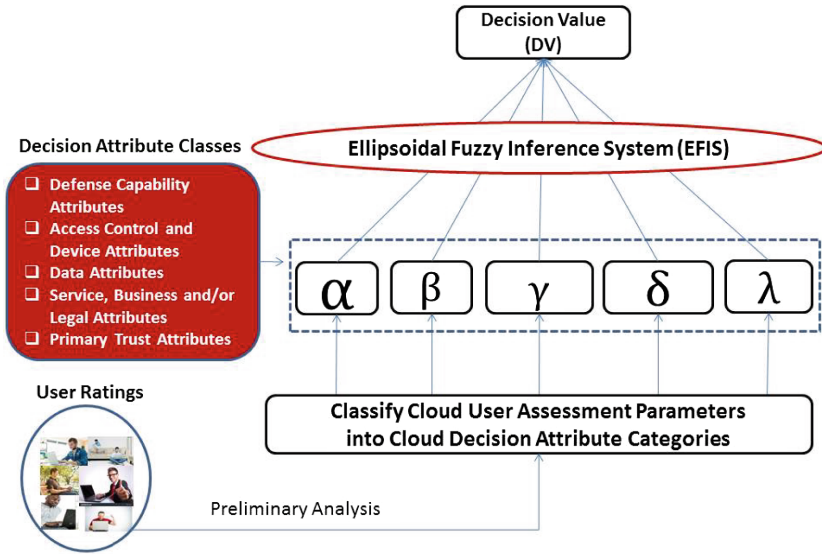 Decision Value
(DV)
Ellipsoidal Fuzzy Inference System (EFIS)
Decision Attribute Classes
❑ Defense Capability
Attributes
❑ Access Control and
Device Attributes
❑ Data Attributes
❑ Service, Business and/or
Legal Attributes
❑ Primary Trust Attributes
α β γ δ λ
User Ratings
Classify Cloud User Assessment Parameters
into Cloud Decision Attribute Categories
Preliminary Analysis